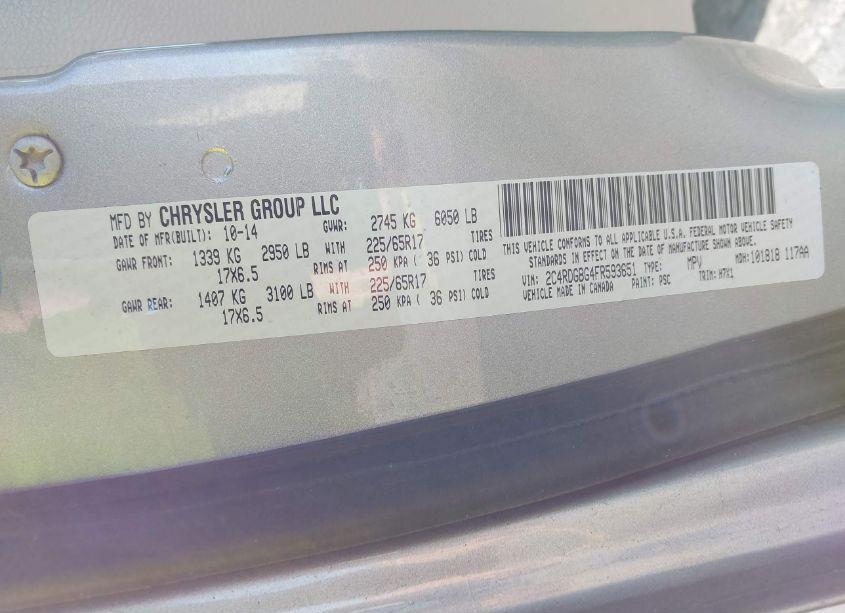 MFD BY CHRYSLER GROUP LLC
DATE OF MFR(BUILT): 10-14 GVWR: 2745 KG 6050 LB
GAWR FRONT: 1339 KG 2950 LB WITH 225/65R17 TIRES
17X6.5 RIMS AT 250 KPA ( 36 PSI) COLD
GAWR REAR: 1407 KG 3100 LB WITH 225/65R17 TIRES
17X6.5 RIMS AT 250 KPA ( 36 PSI) COLD
THIS VEHICLE CONFORMS TO ALL APPLICABLE U.S.A. FEDERAL MOTOR VEHICLE SAFETY
STANDARDS IN EFFECT ON THE DATE OF MANUFACTURE SHOWN ABOVE.
VIN: 2C4RDGBG4FR593651 TYPE: MPV MDH:101818 117AA
VEHICLE MADE IN CANADA PAINT: PSC TRIM: H7X1